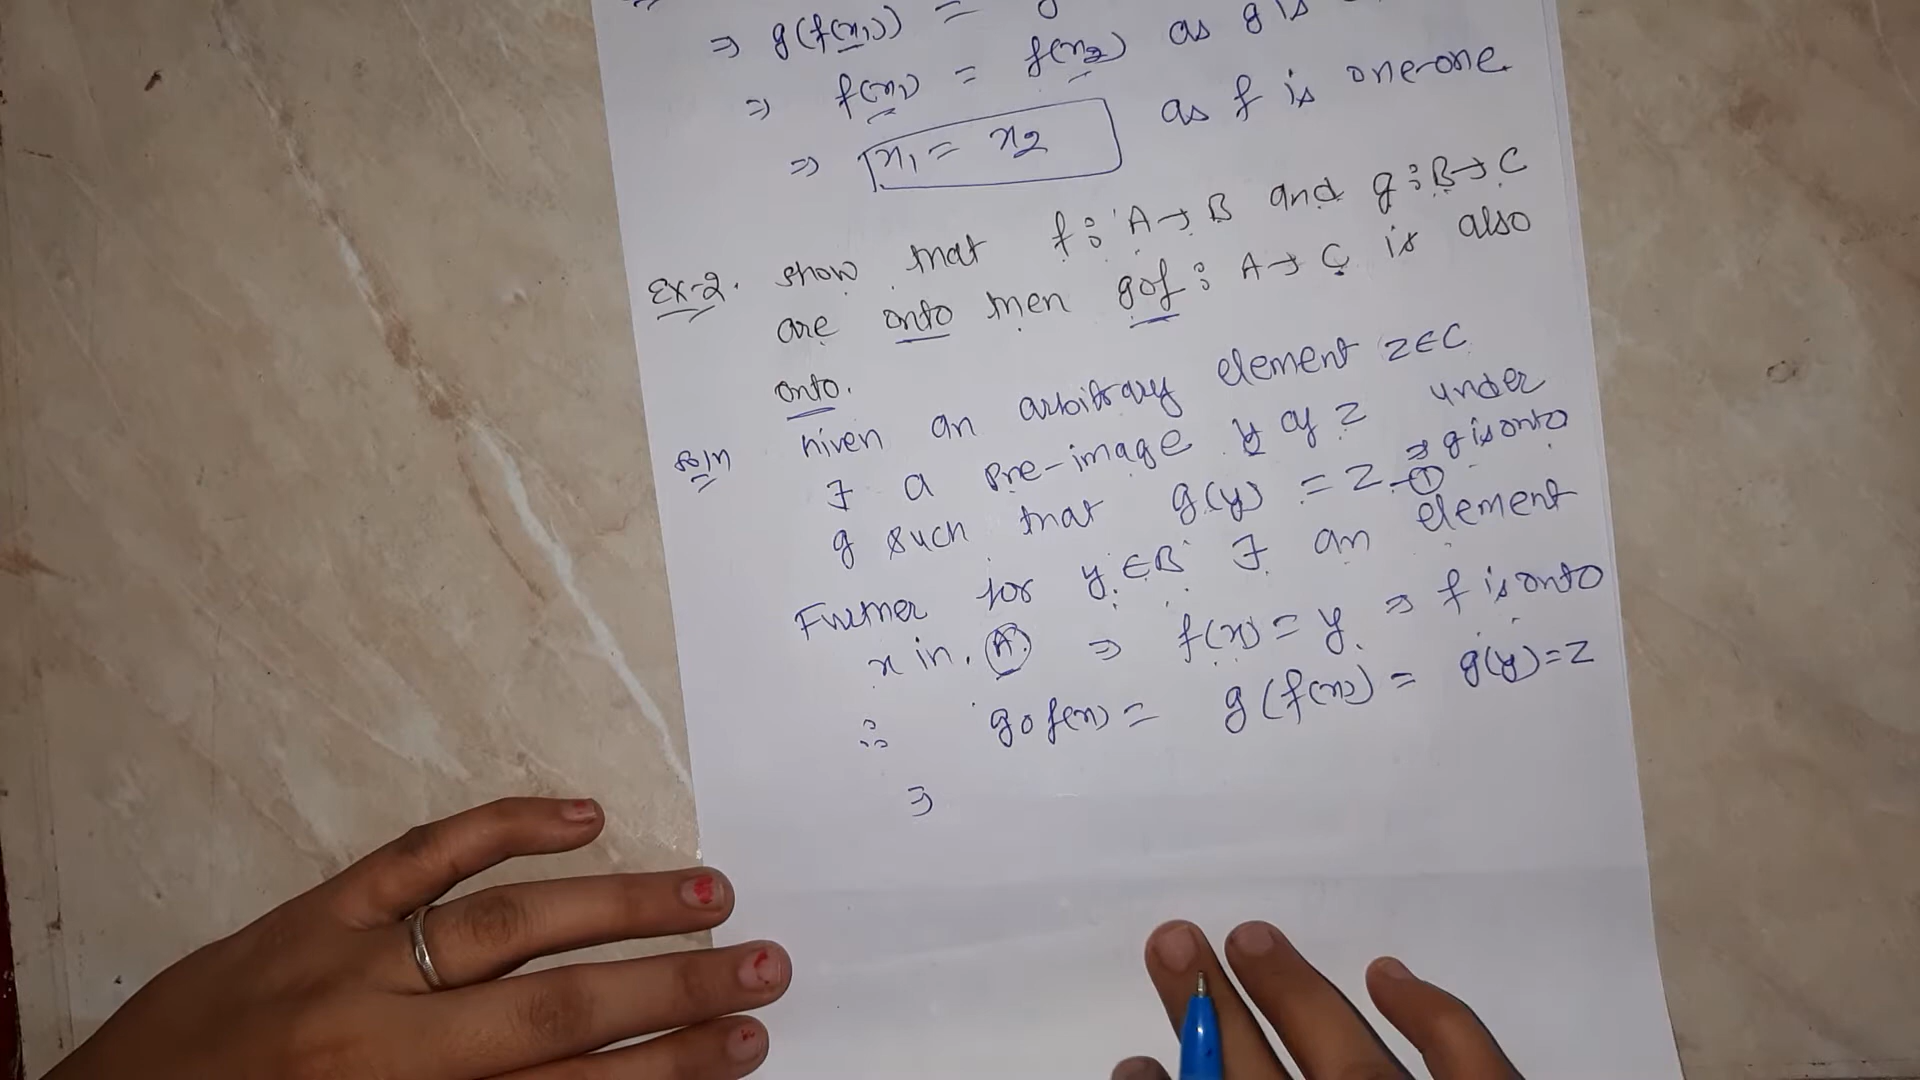 ⇒ g(f(x₁)) = g
⇒ f(x₁) = f(x₂) as g is
⇒ x₁ = x₂ as f is one-one
Ex-2. show that f : A → B and g : B → C
are onto then gof : A → C is also
onto.
Soln Given an arbitrary element z ∈ C
∃ a pre-image y of z under
g such that g(y) = z - ① ⇒ g is onto
Further for y ∈ B ∃ an element
x in A ⇒ f(x) = y ⇒ f is onto
∴ gof(x) = g(f(x)) = g(y) = z
⇒